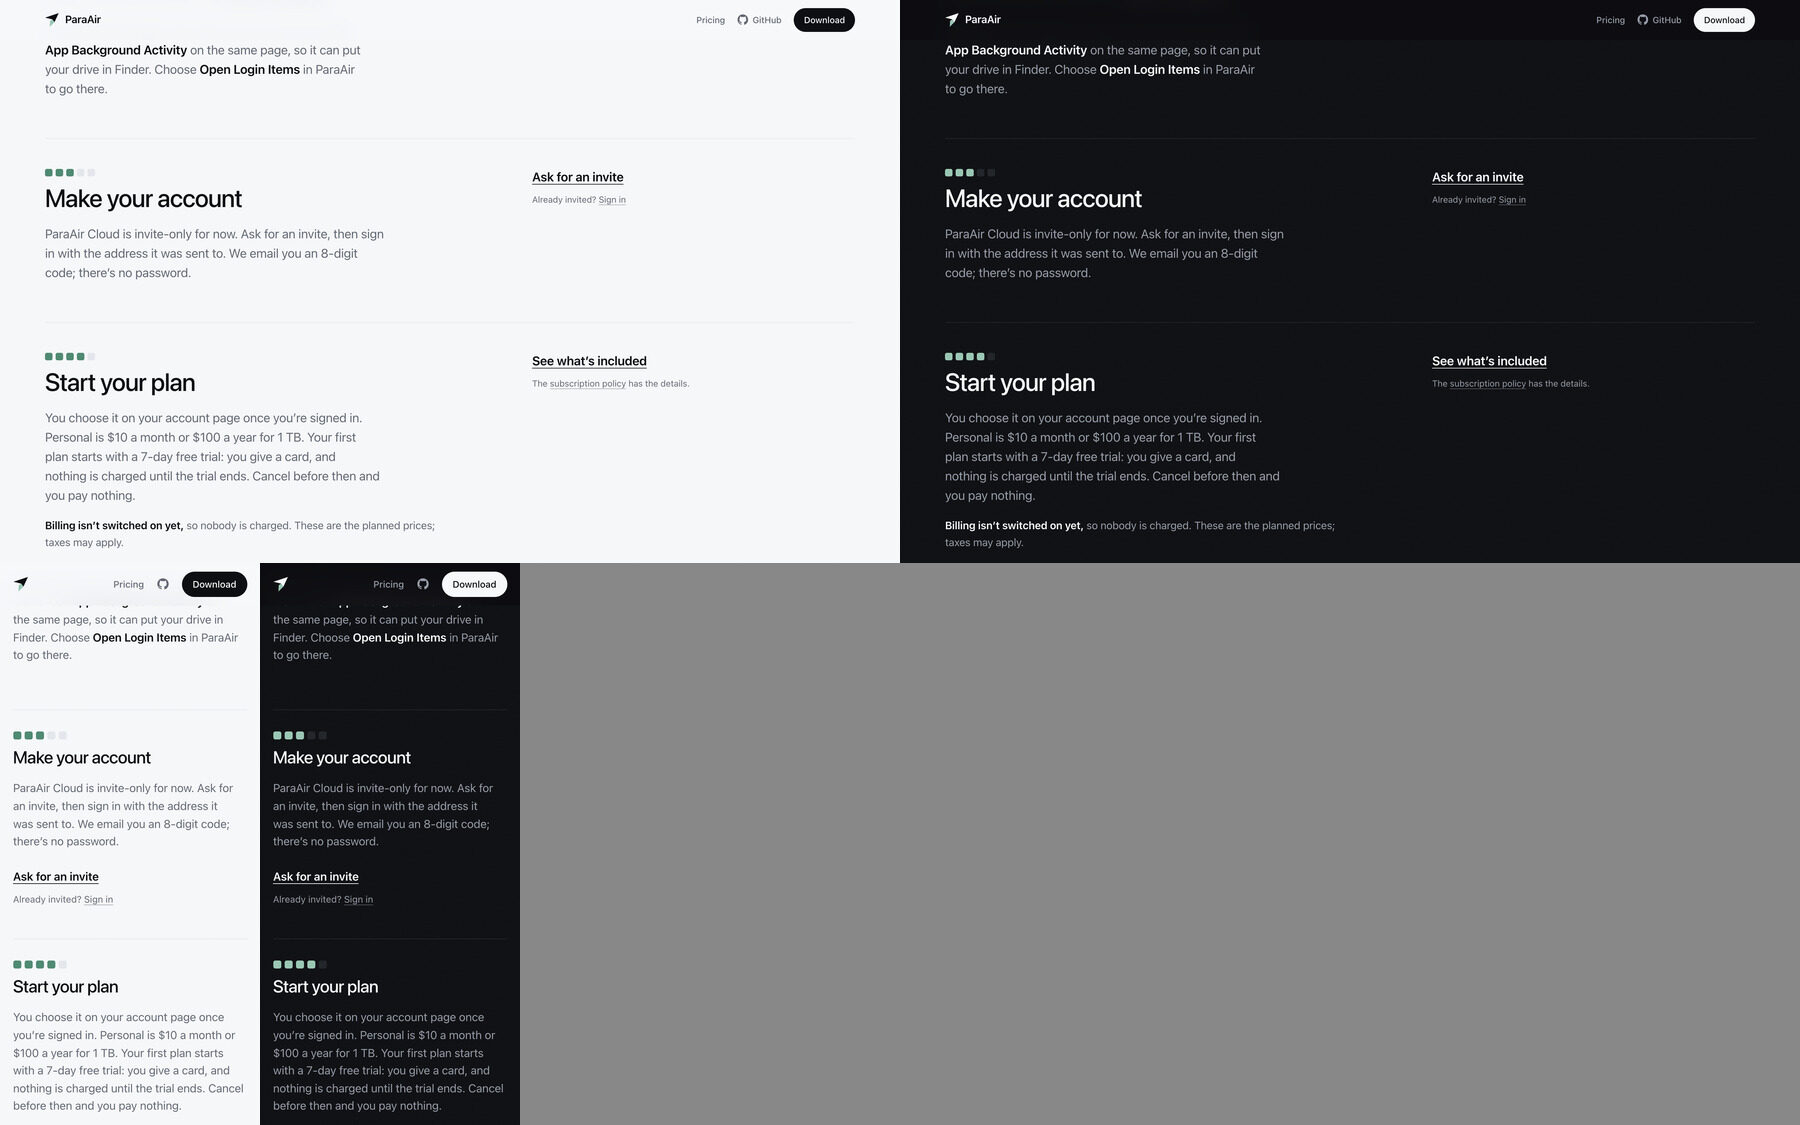 ParaAir
Pricing
GitHub
Download
App Background Activity on the same page, so it can put
your drive in Finder. Choose Open Login Items in ParaAir
to go there.
Make your account
ParaAir Cloud is invite-only for now. Ask for an invite, then sign
in with the address it was sent to. We email you an 8-digit
code; there’s no password.
Ask for an invite
Already invited? Sign in
Start your plan
You choose it on your account page once you’re signed in.
Personal is $10 a month or $100 a year for 1 TB. Your first
plan starts with a 7-day free trial: you give a card, and
nothing is charged until the trial ends. Cancel before then and
you pay nothing.
Billing isn’t switched on yet, so nobody is charged. These are the planned prices;
taxes may apply.
See what’s included
The subscription policy has the details.
ParaAir
Pricing
GitHub
Download
App Background Activity on the same page, so it can put
your drive in Finder. Choose Open Login Items in ParaAir
to go there.
Make your account
ParaAir Cloud is invite-only for now. Ask for an invite, then sign
in with the address it was sent to. We email you an 8-digit
code; there’s no password.
Ask for an invite
Already invited? Sign in
Start your plan
You choose it on your account page once you’re signed in.
Personal is $10 a month or $100 a year for 1 TB. Your first
plan starts with a 7-day free trial: you give a card, and
nothing is charged until the trial ends. Cancel before then and
you pay nothing.
Billing isn’t switched on yet, so nobody is charged. These are the planned prices;
taxes may apply.
See what’s included
The subscription policy has the details.
Pricing
Download
the same page, so it can put your drive in
Finder. Choose Open Login Items in ParaAir
to go there.
Make your account
ParaAir Cloud is invite-only for now. Ask for
an invite, then sign in with the address it
was sent to. We email you an 8-digit code;
there’s no password.
Ask for an invite
Already invited? Sign in
Start your plan
You choose it on your account page once
you’re signed in. Personal is $10 a month or
$100 a year for 1 TB. Your first plan starts
with a 7-day free trial: you give a card, and
nothing is charged until the trial ends. Cancel
before then and you pay nothing.
Pricing
Download
the same page, so it can put your drive in
Finder. Choose Open Login Items in ParaAir
to go there.
Make your account
ParaAir Cloud is invite-only for now. Ask for
an invite, then sign in with the address it
was sent to. We email you an 8-digit code;
there’s no password.
Ask for an invite
Already invited? Sign in
Start your plan
You choose it on your account page once
you’re signed in. Personal is $10 a month or
$100 a year for 1 TB. Your first plan starts
with a 7-day free trial: you give a card, and
nothing is charged until the trial ends. Cancel
before then and you pay nothing.